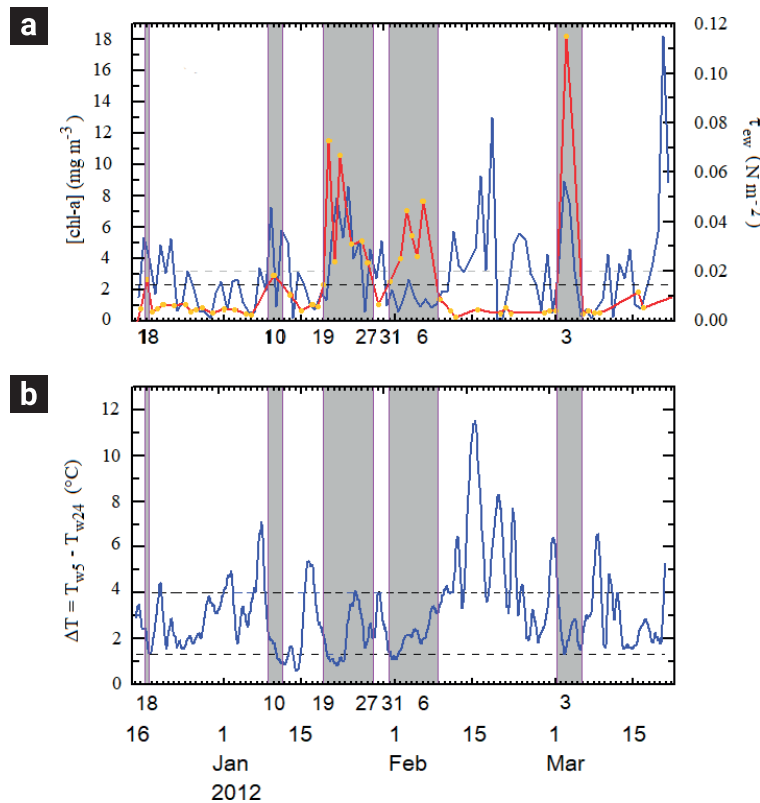 a
[chl-a] (mg m⁻³)
18
16
14
12
10
8
6
4
2
0
0.12
0.10
0.08
0.06
0.04
0.02
0.00
τew (N m⁻²)
18 10 19 27 31 6 3
b
ΔT = Tw5 - Tw24 (°C)
12
10
8
6
4
2
0
18 10 19 27 31 6 3
16 1 15 1 15 1 15
Jan Feb Mar
2012